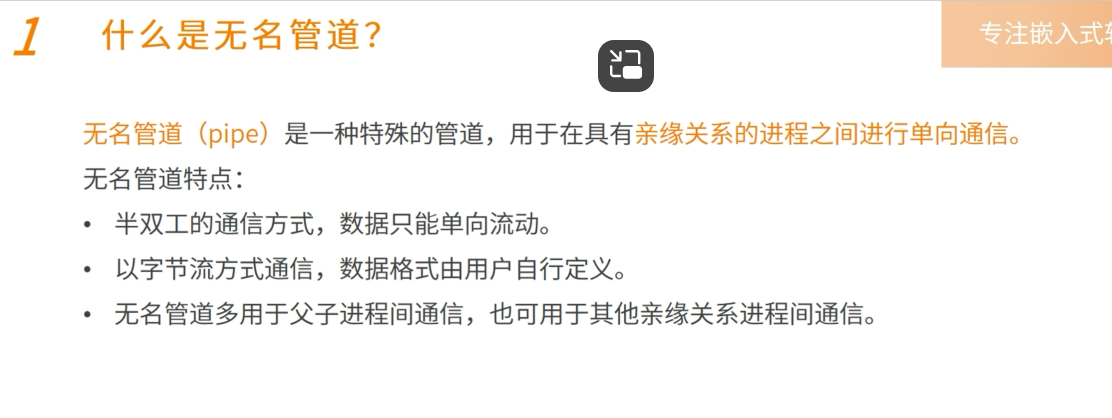 1 什么是无名管道？
专注嵌入式
无名管道（pipe）是一种特殊的管道，用于在具有亲缘关系的进程之间进行单向通信。
无名管道特点：
• 半双工的通信方式，数据只能单向流动。
• 以字节流方式通信，数据格式由用户自行定义。
• 无名管道多用于父子进程间通信，也可用于其他亲缘关系进程间通信。